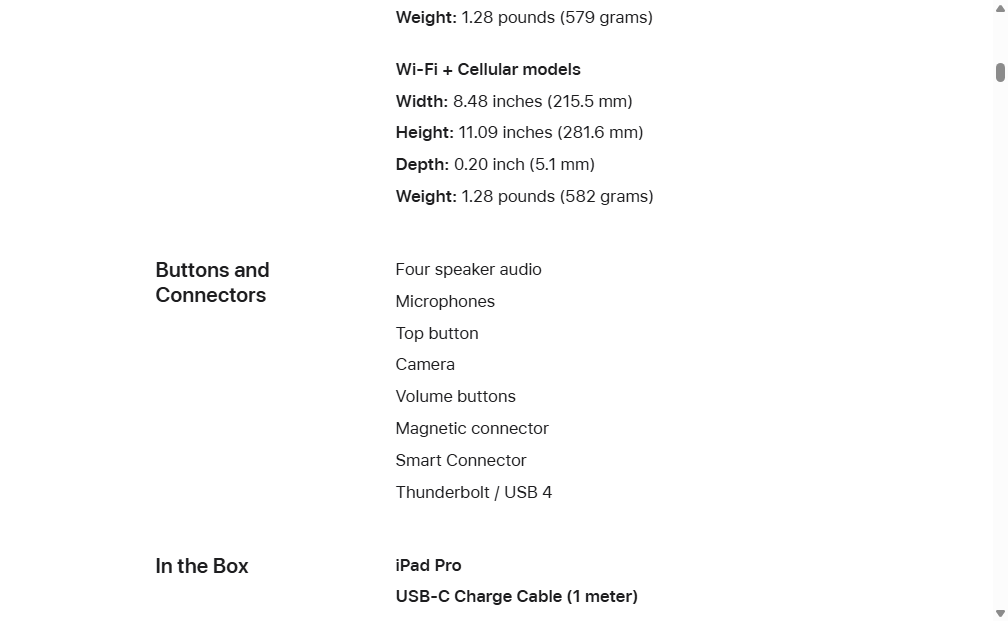 Weight: 1.28 pounds (579 grams)
Wi-Fi + Cellular models
Width: 8.48 inches (215.5 mm)
Height: 11.09 inches (281.6 mm)
Depth: 0.20 inch (5.1 mm)
Weight: 1.28 pounds (582 grams)
Buttons and
Connectors
Four speaker audio
Microphones
Top button
Camera
Volume buttons
Magnetic connector
Smart Connector
Thunderbolt / USB 4
In the Box
iPad Pro
USB-C Charge Cable (1 meter)